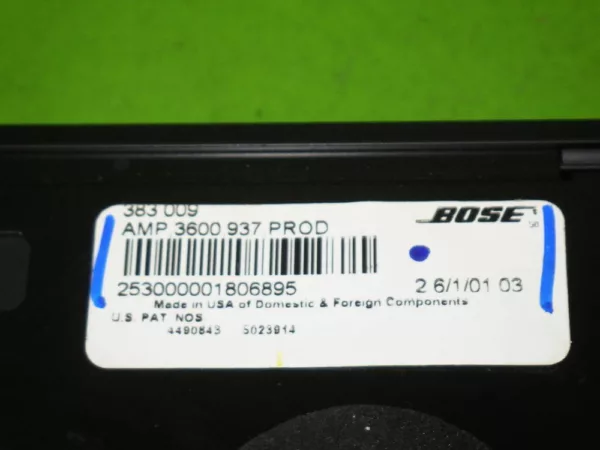 383 009
BOSE
AMP 3600 937 PROD
253000001806895
2 6/1/01 03
Made in USA of Domestic & Foreign Components
U.S. PAT NOS
4490843 5023914